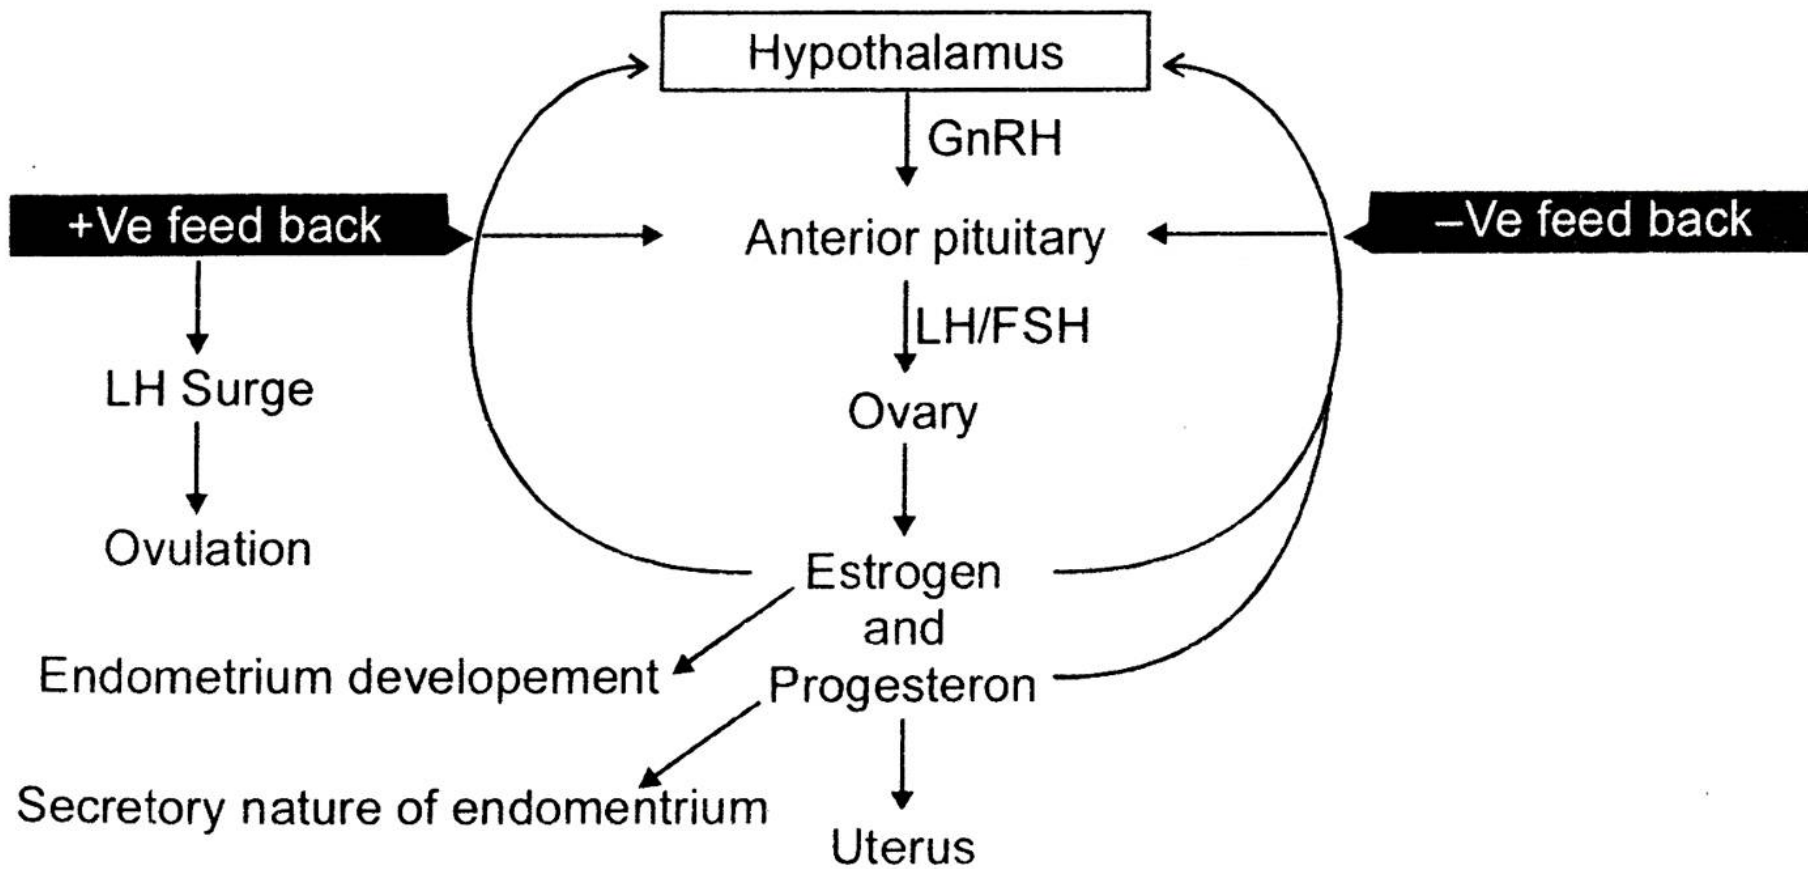 Hypothalamus
GnRH
+Ve feed back
Anterior pituitary
–Ve feed back
LH/FSH
LH Surge
Ovary
Ovulation
Estrogen
and
Endometrium developement
Progesteron
Secretory nature of endomentrium
Uterus